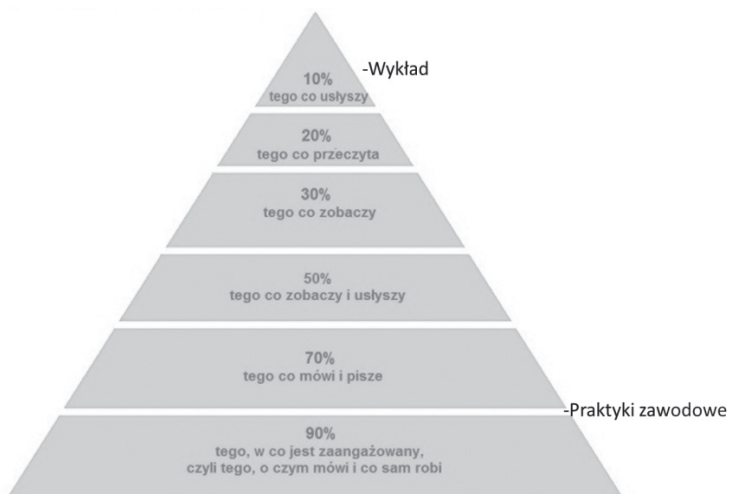 -Wykład
10%
tego co usłyszy
20%
tego co przeczyta
30%
tego co zobaczy
50%
tego co zobaczy i usłyszy
70%
tego co mówi i pisze
-Praktyki zawodowe
90%
tego, w co jest zaangażowany,
czyli tego, o czym mówi i co sam robi